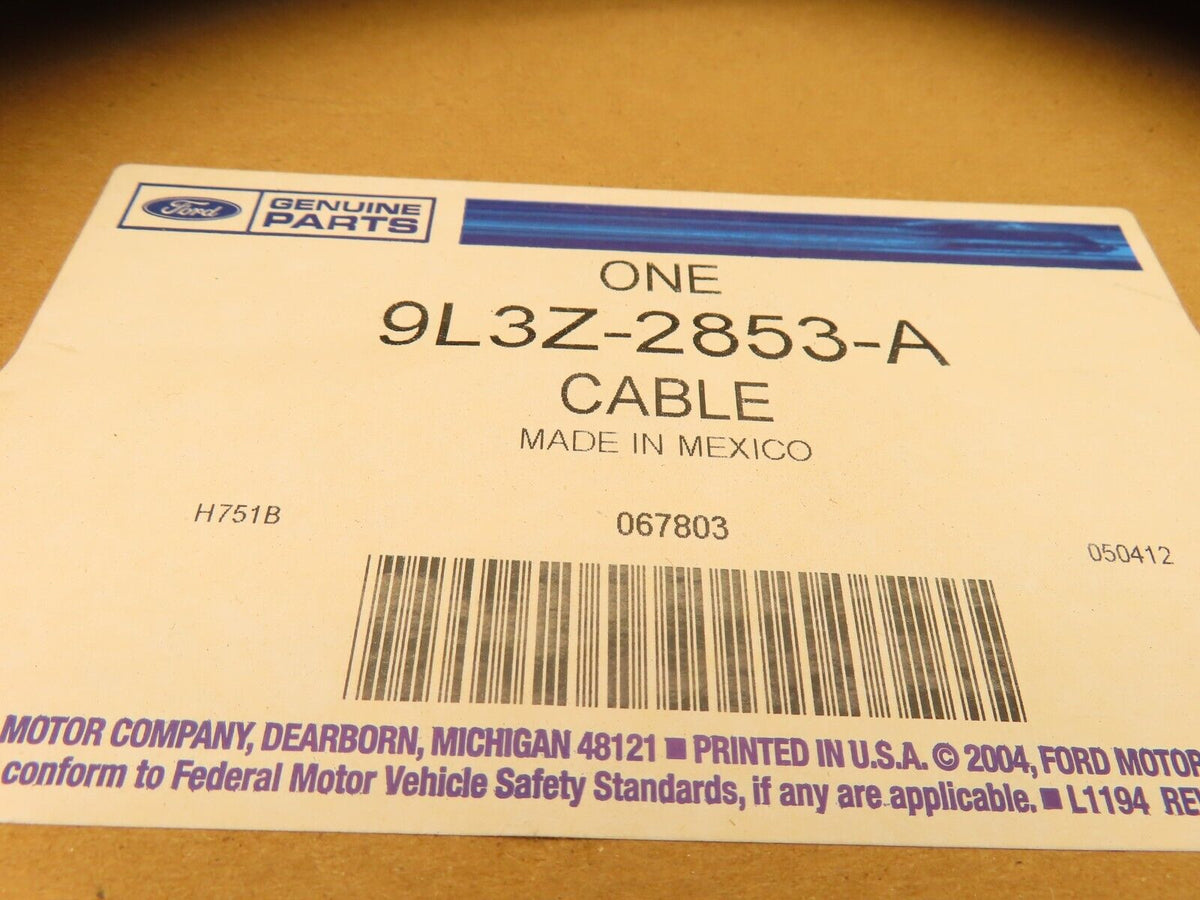 Ford GENUINE
PARTS
ONE
9L3Z-2853-A
CABLE
MADE IN MEXICO
H751B
067803
050412
MOTOR COMPANY, DEARBORN, MICHIGAN 48121 ■ PRINTED IN U.S.A. © 2004, FORD MOTOR
conform to Federal Motor Vehicle Safety Standards, if any are applicable. ■ L1194 RE